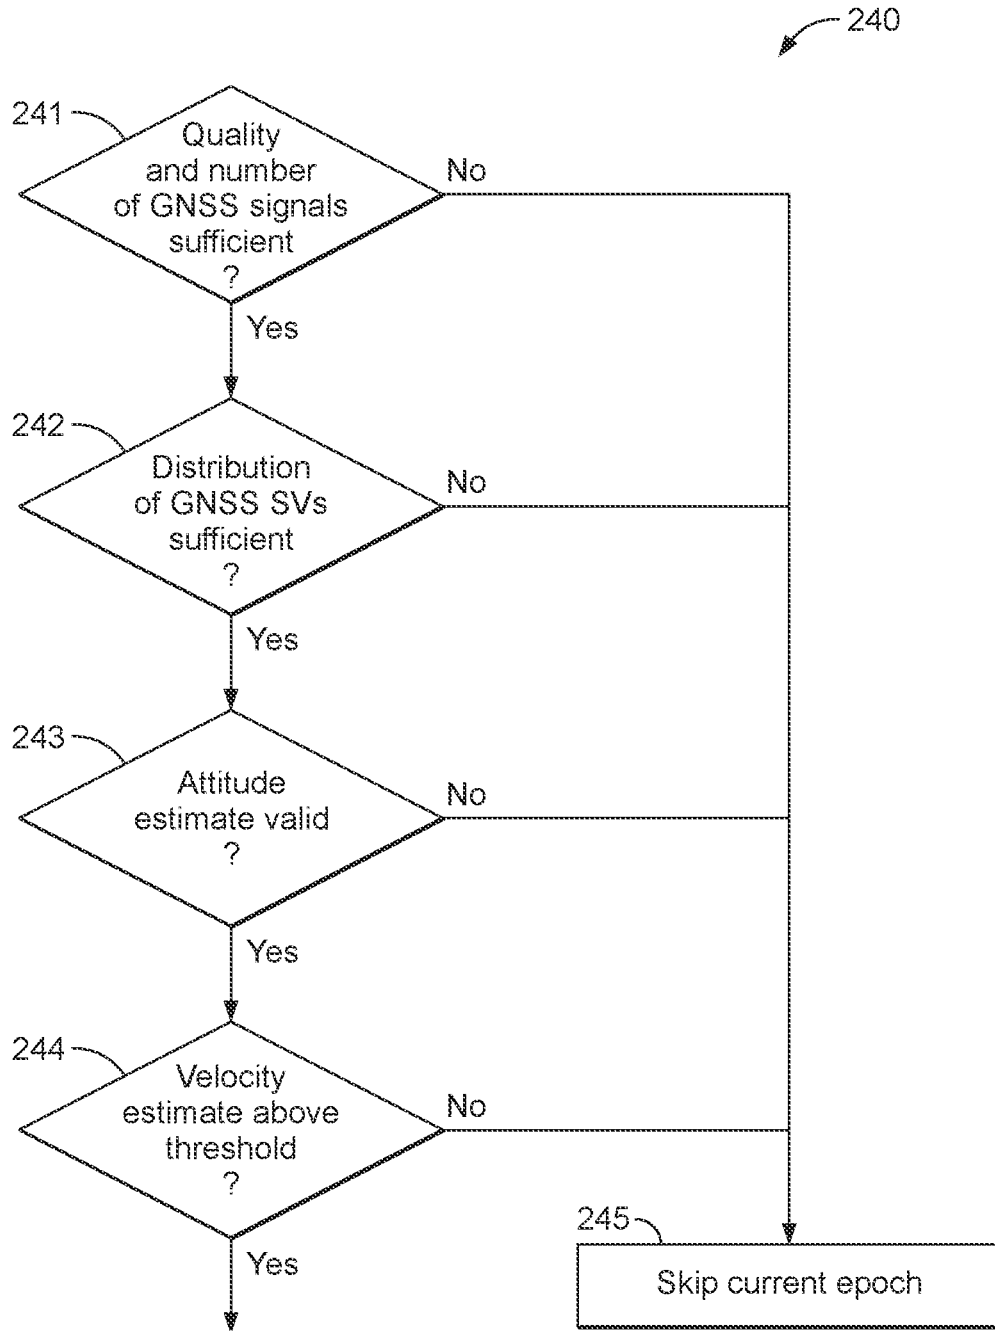 240
241
Quality
and number
of GNSS signals
sufficient
?
No
Yes
242
Distribution
of GNSS SVs
sufficient
?
No
Yes
243
Attitude
estimate valid
?
No
Yes
244
Velocity
estimate above
threshold
?
No
Yes
245
Skip current epoch